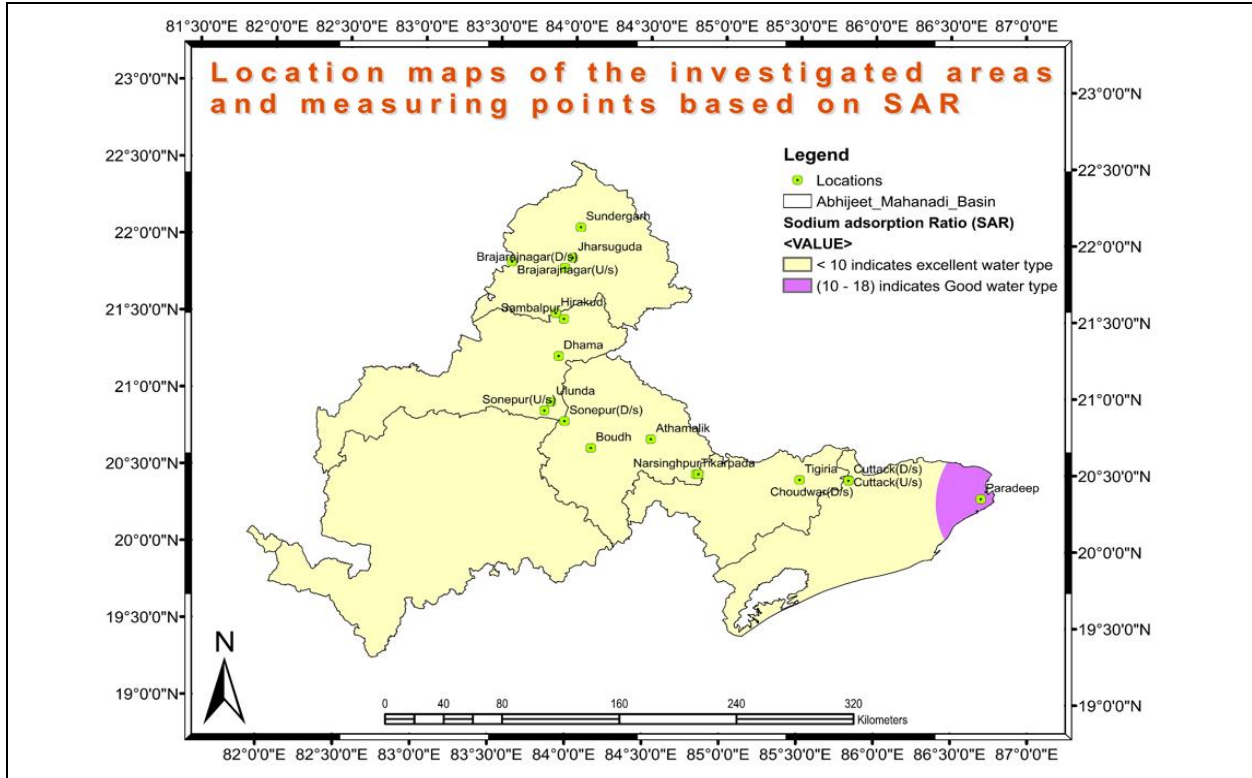 81°30'0"E 82°0'0"E 82°30'0"E 83°0'0"E 83°30'0"E 84°0'0"E 84°30'0"E 85°0'0"E 85°30'0"E 86°0'0"E 86°30'0"E 87°0'0"E
Location maps of the investigated areas
and measuring points based on SAR
23°0'0"N
22°30'0"N
22°0'0"N
21°30'0"N
21°0'0"N
20°30'0"N
20°0'0"N
19°30'0"N
19°0'0"N
23°0'0"N
22°30'0"N
22°0'0"N
21°30'0"N
21°0'0"N
20°30'0"N
20°0'0"N
19°30'0"N
19°0'0"N
Legend
Locations
Abhijeet_Mahanadi_Basin
Sodium adsorption Ratio (SAR)
<VALUE>
< 10 indicates excellent water type
(10 - 18) indicates Good water type
Sundergarh
Jharsuguda
Brajarajnagar(D/s)
Brajarajnagar(U/s)
Hirakud
Sambalpur
Dhama
Ulunda
Sonepur(U/s)
Sonepur(D/s)
Boudh
Athamalik
Narsinghpur
Tikarpada
Tigiria
Choudwar(D/s)
Cuttack(D/s)
Cuttack(U/s)
Paradeep
N
0 40 80 160 240 320
Kilometers
82°0'0"E 82°30'0"E 83°0'0"E 83°30'0"E 84°0'0"E 84°30'0"E 85°0'0"E 85°30'0"E 86°0'0"E 86°30'0"E 87°0'0"E